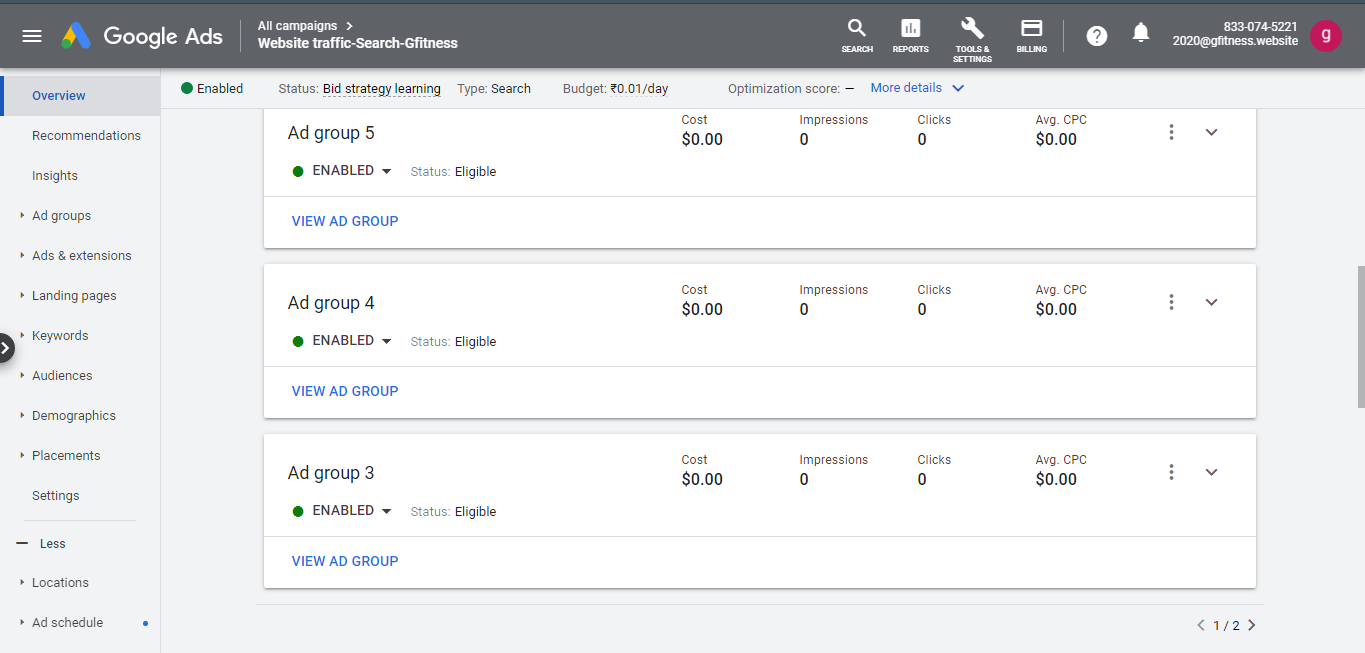 Google Ads
All campaigns
Website traffic-Search-Gfitness
SEARCH
REPORTS
TOOLS &
SETTINGS
BILLING
?
833-074-5221
2020@gfitness.website
g
Overview
Recommendations
Insights
Ad groups
Ads & extensions
Landing pages
Keywords
Audiences
Demographics
Placements
Settings
Less
Locations
Ad schedule
Enabled
Status: Bid strategy learning
Type: Search
Budget: ₹0.01/day
Optimization score: –
More details
Ad group 5
Cost
$0.00
Impressions
0
Clicks
0
Avg. CPC
$0.00
ENABLED
Status: Eligible
VIEW AD GROUP
Ad group 4
Cost
$0.00
Impressions
0
Clicks
0
Avg. CPC
$0.00
ENABLED
Status: Eligible
VIEW AD GROUP
Ad group 3
Cost
$0.00
Impressions
0
Clicks
0
Avg. CPC
$0.00
ENABLED
Status: Eligible
VIEW AD GROUP
1 / 2